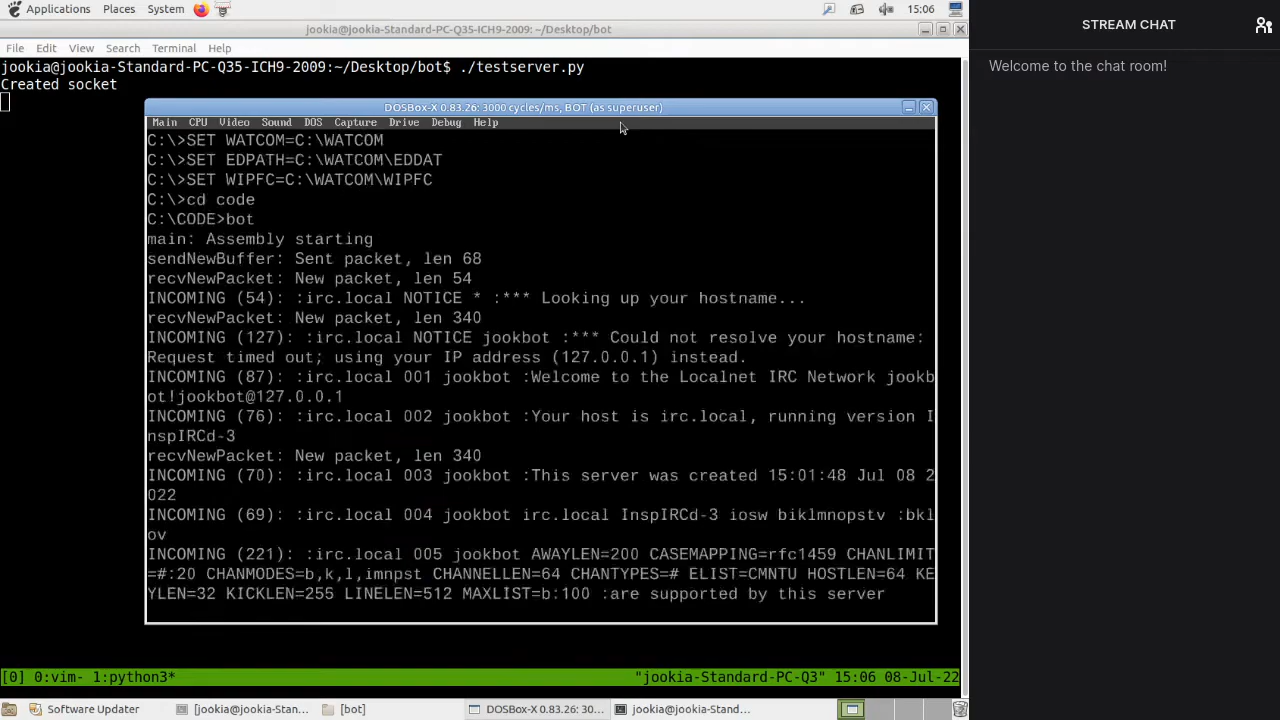 Applications Places System 15:06
jookia@jookia-Standard-PC-Q35-ICH9-2009: ~/Desktop/bot
File Edit View Search Terminal Help
jookia@jookia-Standard-PC-Q35-ICH9-2009:~/Desktop/bot$ ./testserver.py
Created socket
DOSBox-X 0.83.26: 3000 cycles/ms, BOT (as superuser)
Main CPU Video Sound DOS Capture Drive Debug Help
C:\>SET WATCOM=C:\WATCOM
C:\>SET EDPATH=C:\WATCOM\EDDAT
C:\>SET WIPFC=C:\WATCOM\WIPFC
C:\>cd code
C:\CODE>bot
main: Assembly starting
sendNewBuffer: Sent packet, len 68
recvNewPacket: New packet, len 54
INCOMING (54): :irc.local NOTICE * :*** Looking up your hostname...
recvNewPacket: New packet, len 340
INCOMING (127): :irc.local NOTICE jookbot :*** Could not resolve your hostname:
Request timed out; using your IP address (127.0.0.1) instead.
INCOMING (87): :irc.local 001 jookbot :Welcome to the Localnet IRC Network jookb
ot!jookbot@127.0.0.1
INCOMING (76): :irc.local 002 jookbot :Your host is irc.local, running version I
nspIRCd-3
recvNewPacket: New packet, len 340
INCOMING (70): :irc.local 003 jookbot :This server was created 15:01:48 Jul 08 2
022
INCOMING (69): :irc.local 004 jookbot irc.local InspIRCd-3 iosw biklmnopstv :bkl
ov
INCOMING (221): :irc.local 005 jookbot AWAYLEN=200 CASEMAPPING=rfc1459 CHANLIMIT
=#:20 CHANMODES=b,k,l,imnpst CHANNELLEN=64 CHANTYPES=# ELIST=CMNTU HOSTLEN=64 KE
YLEN=32 KICKLEN=255 LINELEN=512 MAXLIST=b:100 :are supported by this server
[0] 0:vim- 1:python3* "jookia-Standard-PC-Q3" 15:06 08-Jul-22
Software Updater [jookia@jookia-Stan... [bot] DOSBox-X 0.83.26: 30... jookia@jookia-Stand...
STREAM CHAT
Welcome to the chat room!